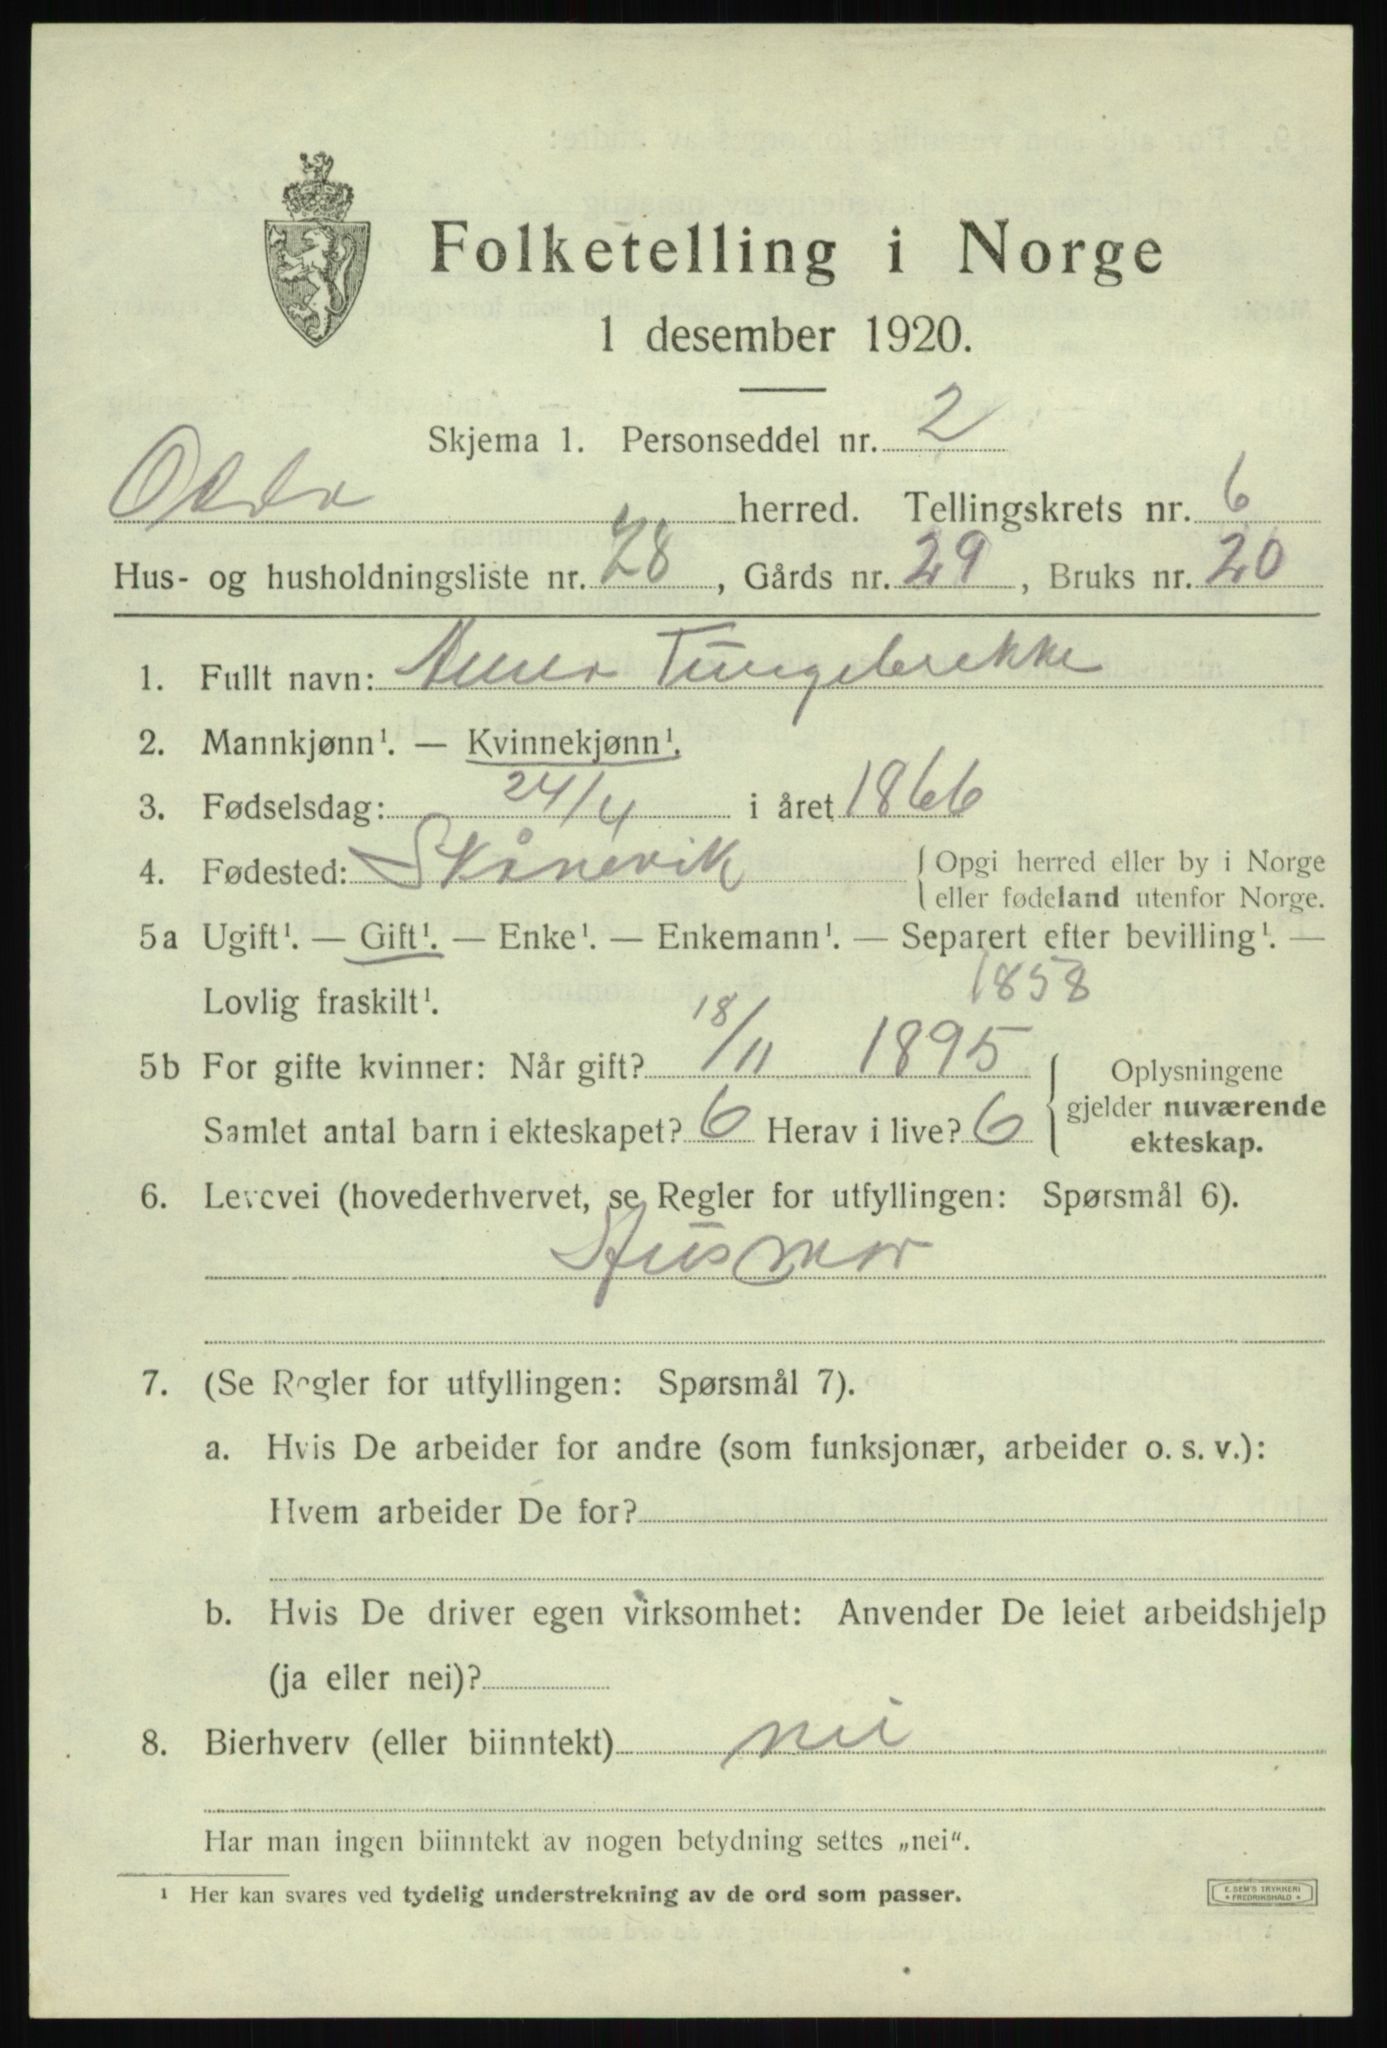 Folketelling i Norge
1 desember 1920.
Skjema 1. Personseddel nr. 2
Odda herred. Tellingskrets nr. 6
Hus- og husholdningsliste nr. 28, Gårds nr. 29, Bruks nr. 20
1. Fullt navn: Anna Tungebrekke
2. Mannkjønn¹. — Kvinnekjønn¹.
3. Fødselsdag: 24/4 i året 1866
4. Fødested: Skånevik { Opgi herred eller by i Norge
eller fødeland utenfor Norge.
5a Ugift¹. — Gift¹. — Enke¹. — Enkemann¹. — Separert efter bevilling¹. —
Lovlig fraskilt¹. 1858
5b For gifte kvinner: Når gift? 18/11 1895 { Oplysningene
gjelder nuværende
Samlet antal barn i ekteskapet? 6 Herav i live? 6 ekteskap.
6. Levevei (hovederhvervet, se Regler for utfyllingen: Spørsmål 6).
Husmor
7. (Se Regler for utfyllingen: Spørsmål 7).
a. Hvis De arbeider for andre (som funksjonær, arbeider o. s. v.):
Hvem arbeider De for?
b. Hvis De driver egen virksomhet: Anvender De leiet arbeidshjelp
(ja eller nei)?
8. Bierhverv (eller biinntekt) nei
Har man ingen biinntekt av nogen betydning settes „nei“.
¹ Her kan svares ved tydelig understrekning av de ord som passer.
E. SEM'S TRYKKERI
* FREDRIKSHALD *